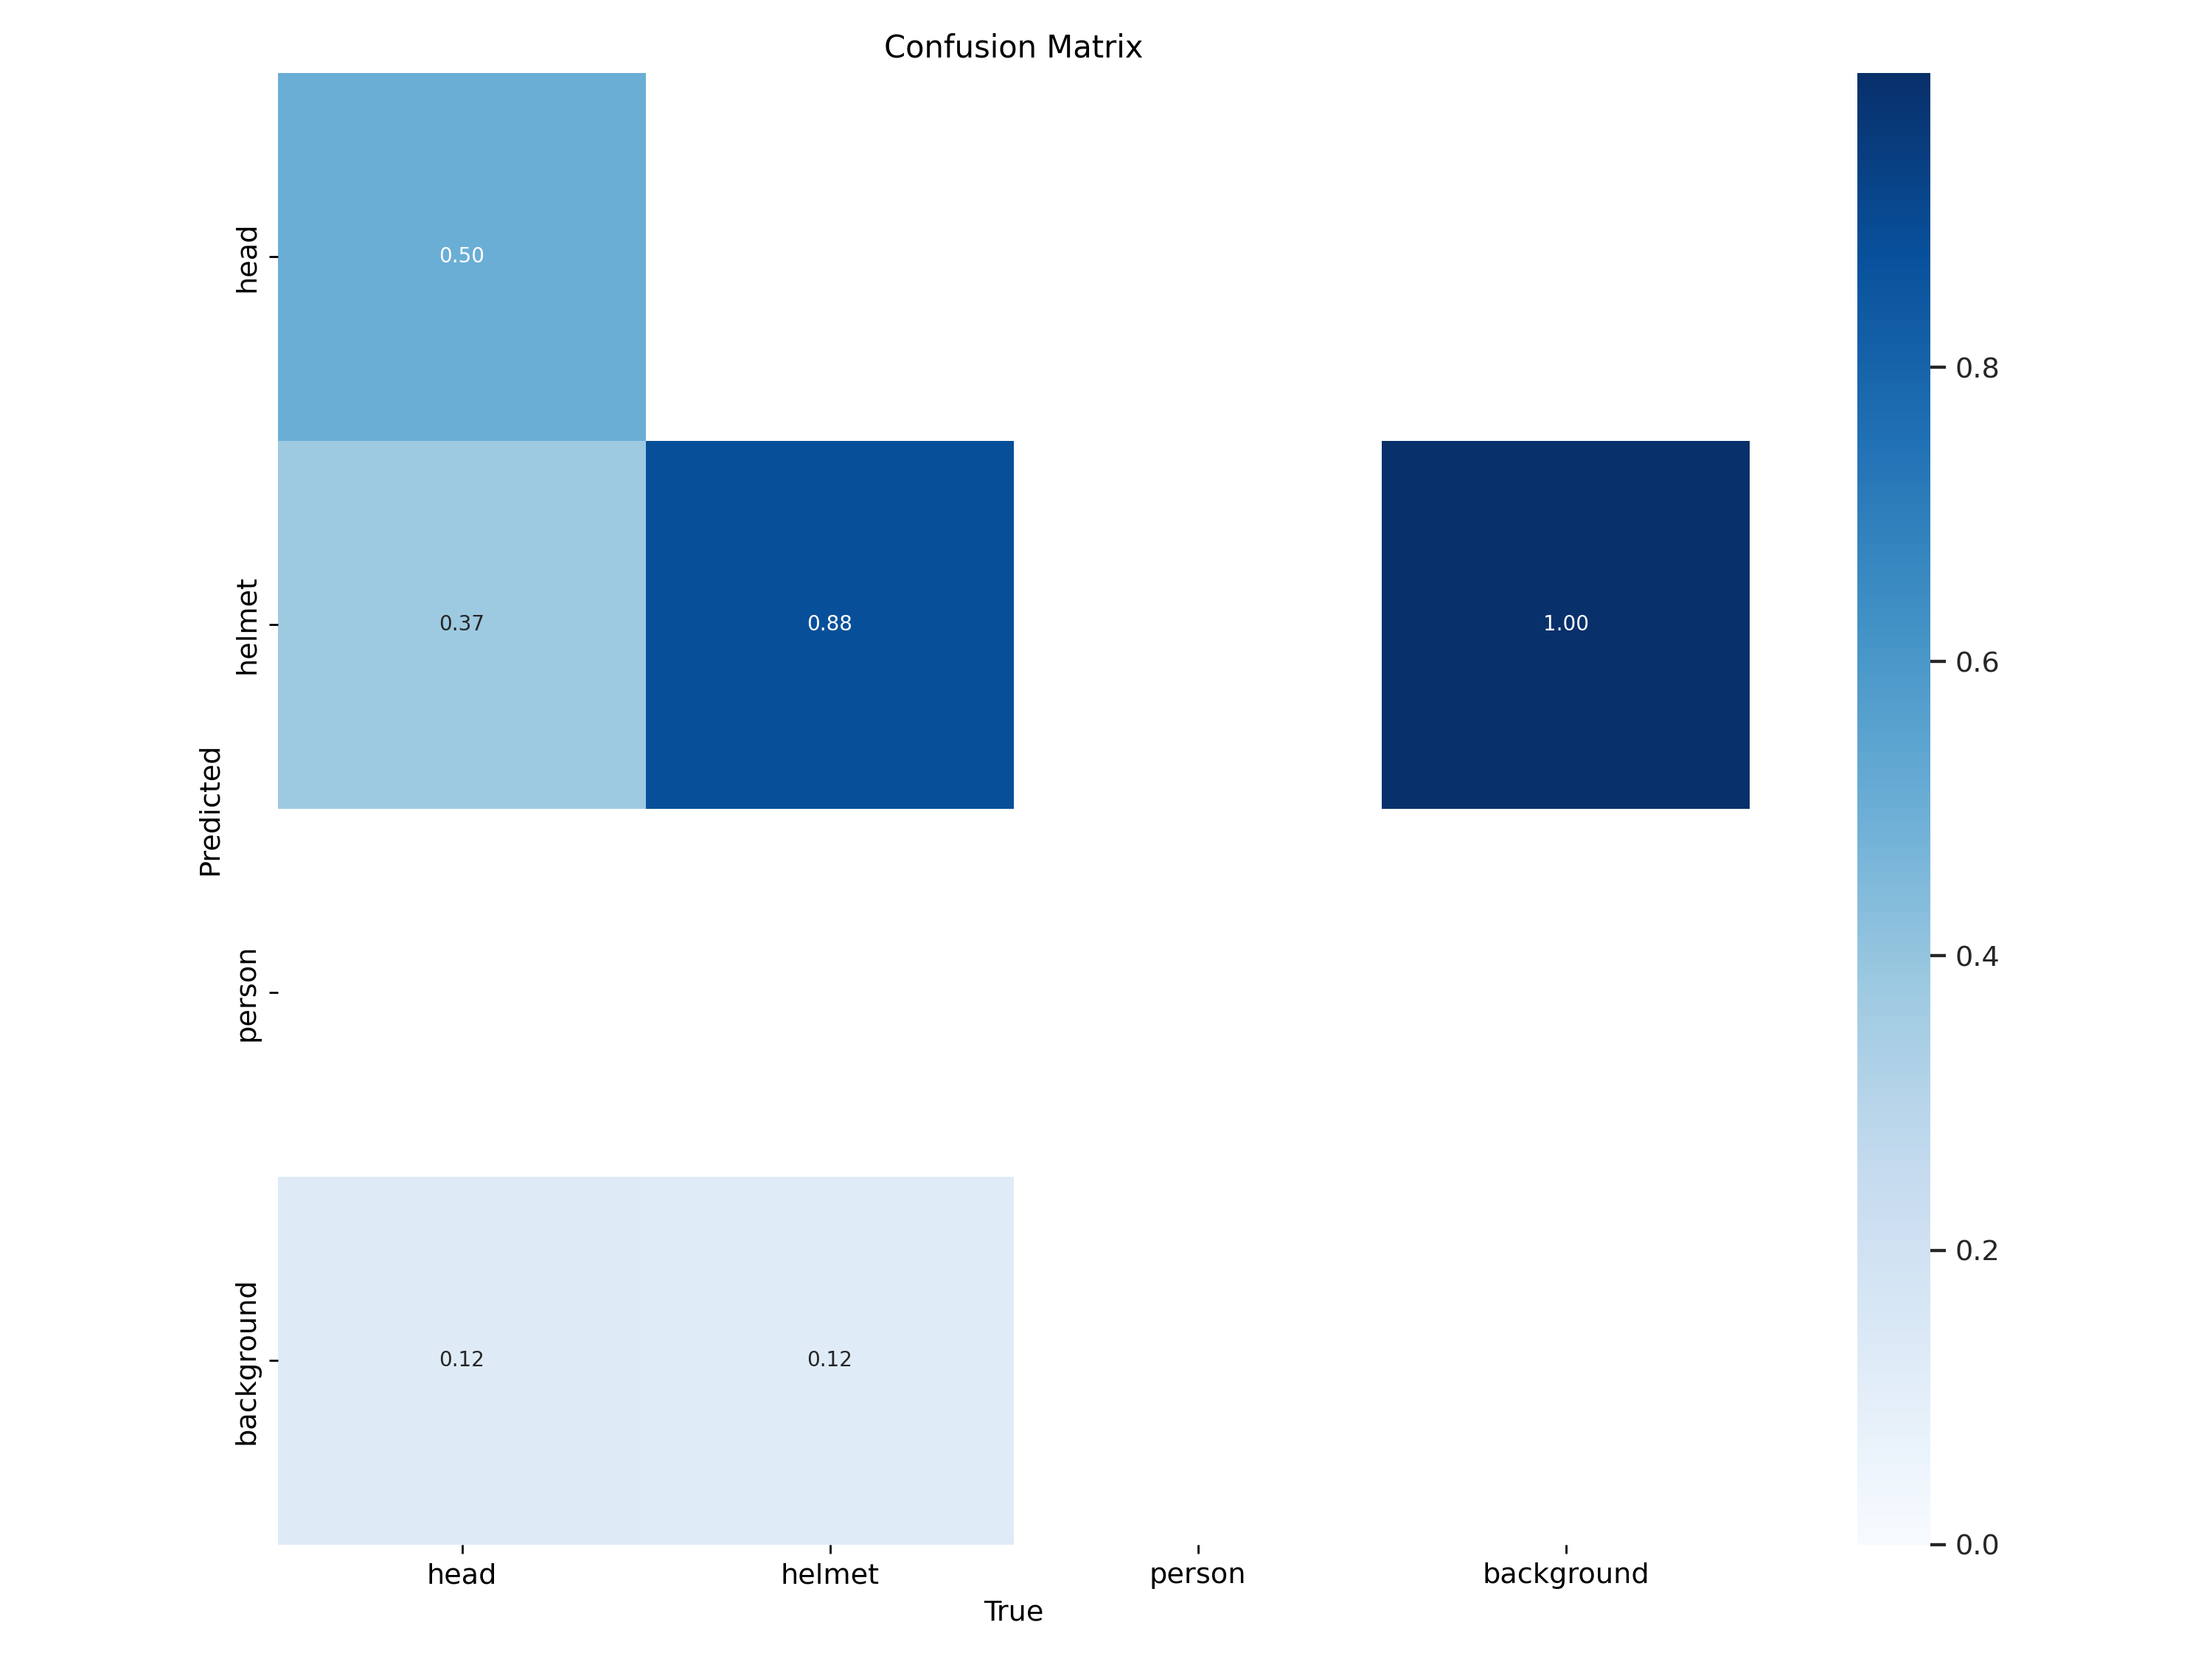 Confusion Matrix
head
0.50
0.8
helmet
0.37
0.88
1.00
0.6
Predicted
person
0.4
background
0.12
0.12
0.2
0.0
head
helmet
person
background
True